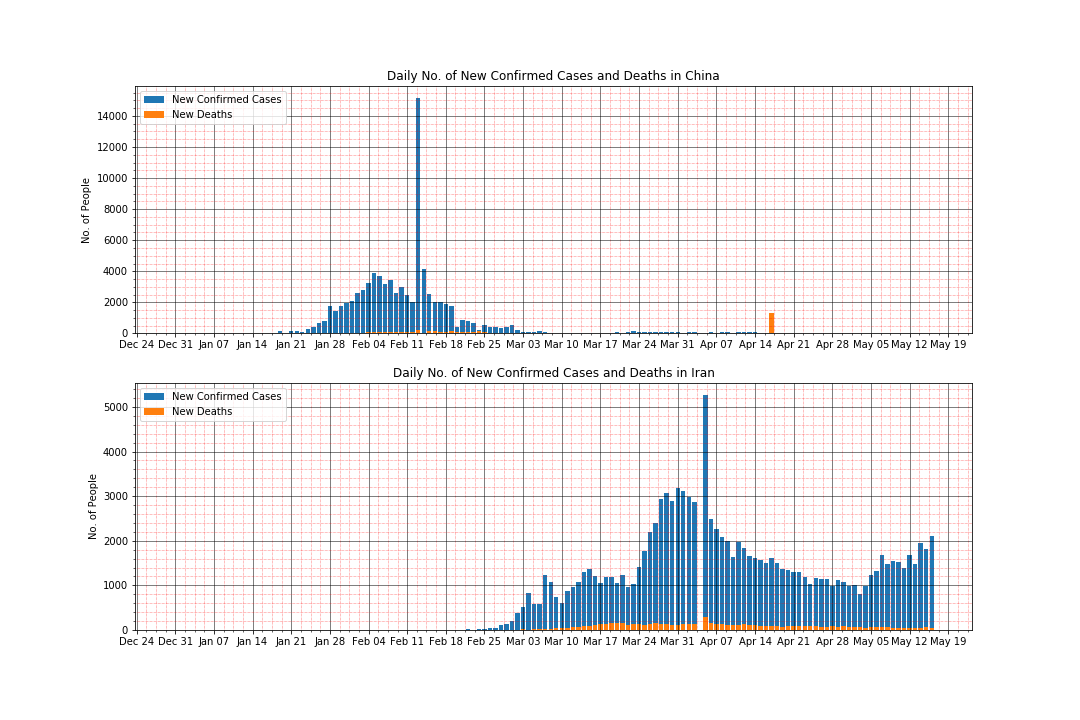 Daily No. of New Confirmed Cases and Deaths in China
New Confirmed Cases
New Deaths
No. of People
14000
12000
10000
8000
6000
4000
2000
0
Dec 24 Dec 31 Jan 07 Jan 14 Jan 21 Jan 28 Feb 04 Feb 11 Feb 18 Feb 25 Mar 03 Mar 10 Mar 17 Mar 24 Mar 31 Apr 07 Apr 14 Apr 21 Apr 28 May 05 May 12 May 19
Daily No. of New Confirmed Cases and Deaths in Iran
New Confirmed Cases
New Deaths
No. of People
5000
4000
3000
2000
1000
0
Dec 24 Dec 31 Jan 07 Jan 14 Jan 21 Jan 28 Feb 04 Feb 11 Feb 18 Feb 25 Mar 03 Mar 10 Mar 17 Mar 24 Mar 31 Apr 07 Apr 14 Apr 21 Apr 28 May 05 May 12 May 19